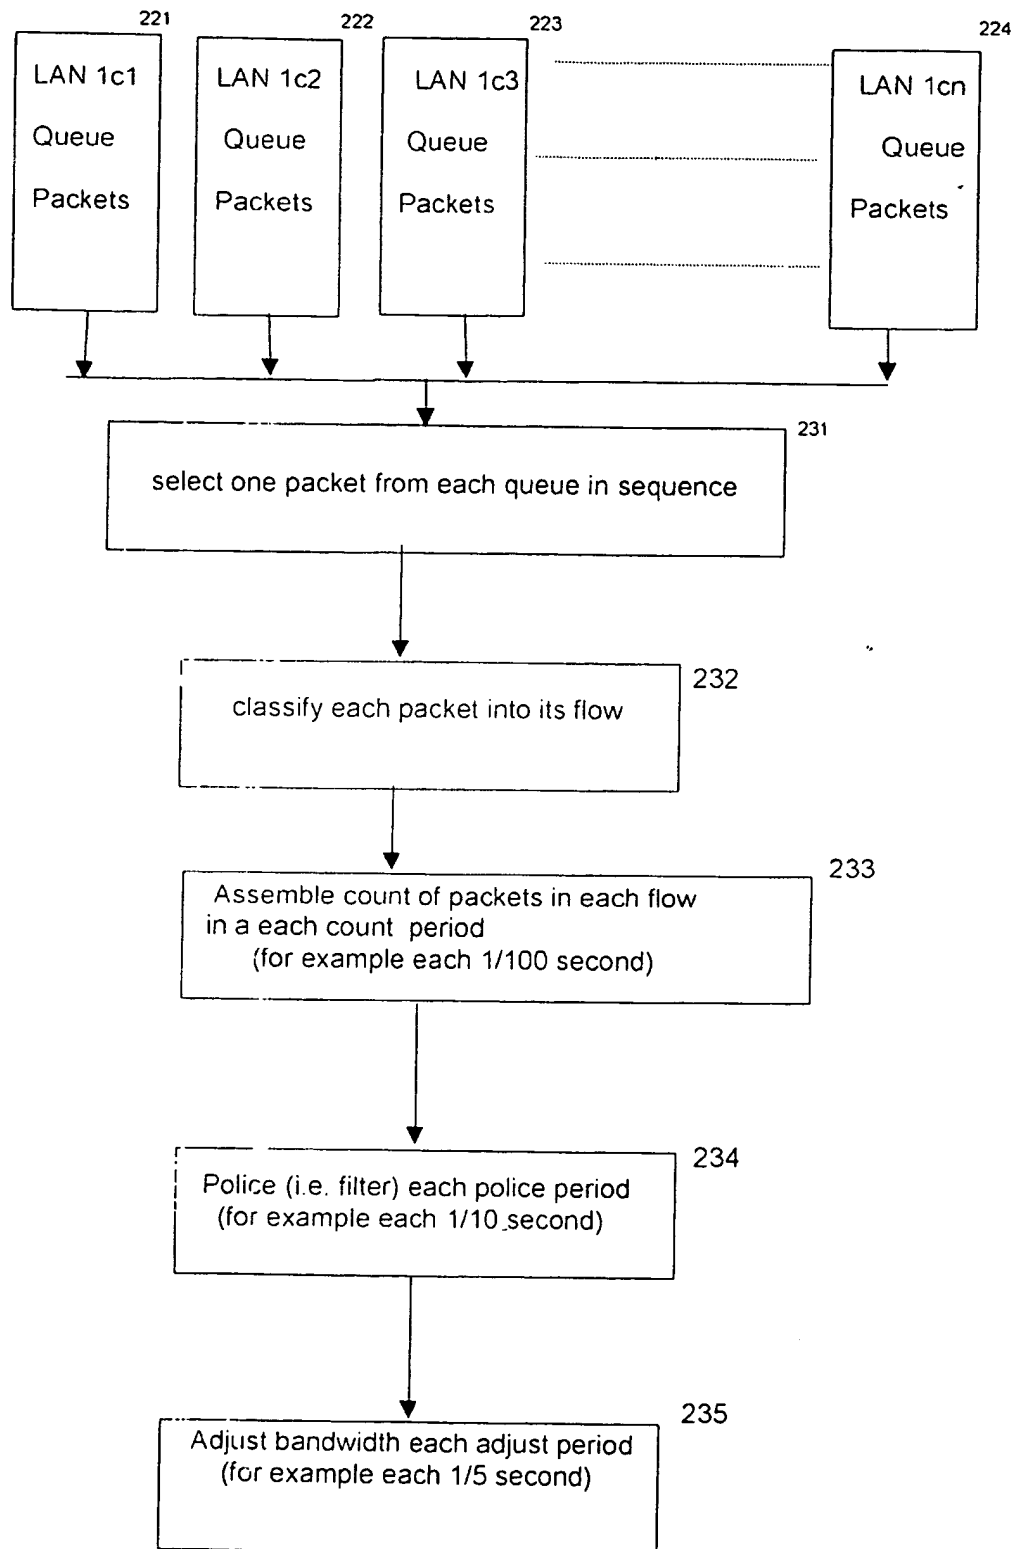 221
222
223
224
LAN 1c1
Queue
Packets
LAN 1c2
Queue
Packets
LAN 1c3
Queue
Packets
LAN 1cn
Queue
Packets
231
select one packet from each queue in sequence
232
classify each packet into its flow
233
Assemble count of packets in each flow
in a each count period
(for example each 1/100 second)
234
Police (i.e. filter) each police period
(for example each 1/10 second)
235
Adjust bandwidth each adjust period
(for example each 1/5 second)